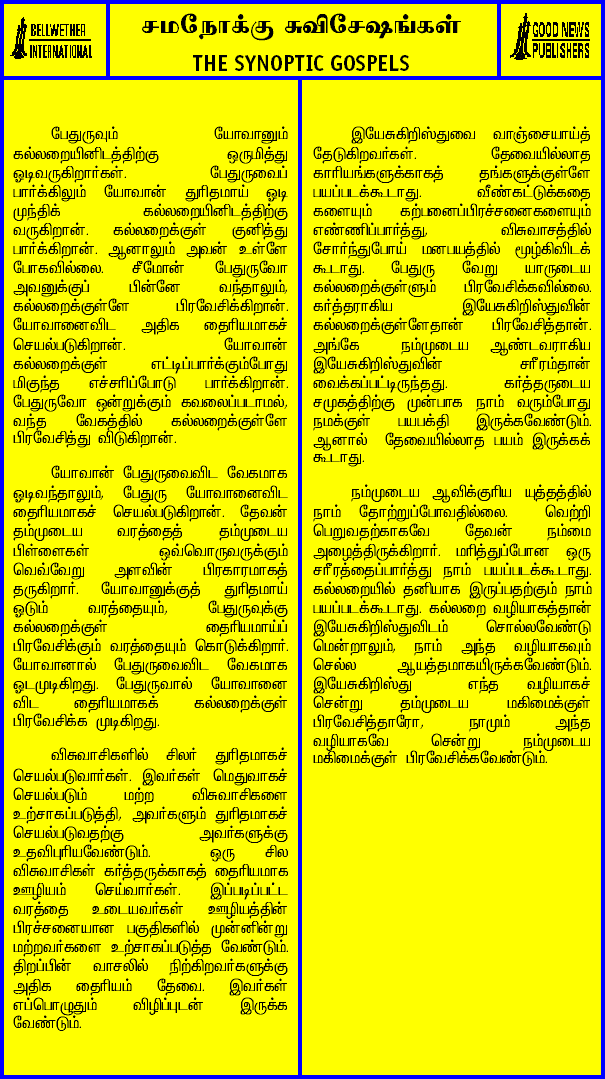 BELLWETHER
INTERNATIONAL
சமநோக்கு சுவிசேஷங்கள்
THE SYNOPTIC GOSPELS
GOOD NEWS
PUBLISHERS
பேதுருவும் யோவானும்
கல்லறையினிடத்திற்கு ஒருமித்து
ஓடிவருகிறார்கள். பேதுருவைப்
பார்க்கிலும் யோவான் துரிதமாய் ஓடி
முந்திக் கல்லறையினிடத்திற்கு
வருகிறான். கல்லறைக்குள் குனித்து
பார்க்கிறான். ஆனாலும் அவன் உள்ளே
போகவில்லை. சீமோன் பேதுருவோ
அவனுக்குப் பின்னே வந்தாலும்,
கல்லறைக்குள்ளே பிரவேசிக்கிறான்.
யோவானைவிட அதிக தைரியமாகச்
செயல்படுகிறான். யோவான்
கல்லறைக்குள் எட்டிப்பார்க்கும்போது
மிகுந்த எச்சரிப்போடு பார்க்கிறான்.
பேதுருவோ ஒன்றுக்கும் கவலைப்படாமல்,
வந்த வேகத்தில் கல்லறைக்குள்ளே
பிரவேசித்து விடுகிறான்.
யோவான் பேதுருவைவிட வேகமாக
ஓடிவந்தாலும், பேதுரு யோவானைவிட
தைரியமாகச் செயல்படுகிறான். தேவன்
தம்முடைய வரத்தைத் தம்முடைய
பிள்ளைகள் ஒவ்வொருவருக்கும்
வெவ்வேறு அளவின் பிரகாரமாகத்
தருகிறார். யோவானுக்குத் துரிதமாய்
ஓடும் வரத்தையும், பேதுருவுக்கு
கல்லறைக்குள் தைரியமாய்ப்
பிரவேசிக்கும் வரத்தையும் கொடுக்கிறார்.
யோவானால் பேதுருவைவிட வேகமாக
ஓடமுடிகிறது. பேதுருவால் யோவானை
விட தைரியமாகக் கல்லறைக்குள்
பிரவேசிக்க முடிகிறது.
விசுவாசிகளில் சிலர் துரிதமாகச்
செயல்படுவார்கள். இவர்கள் மெதுவாகச்
செயல்படும் மற்ற விசுவாசிகளை
உற்சாகப்படுத்தி, அவர்களும் துரிதமாகச்
செயல்படுவதற்கு அவர்களுக்கு
உதவிபுரியவேண்டும். ஒரு சில
விசுவாசிகள் கர்த்தருக்காகத் தைரியமாக
ஊழியம் செய்வார்கள். இப்படிப்பட்ட
வரத்தை உடையவர்கள் ஊழியத்தின்
பிரச்சனையான பகுதிகளில் முன்னின்று
மற்றவர்களை உற்சாகப்படுத்த வேண்டும்.
திறப்பின் வாசலில் நிற்கிறவர்களுக்கு
அதிக தைரியம் தேவை. இவர்கள்
எப்பொழுதும் விழிப்புடன் இருக்க
வேண்டும்.
இயேசுகிறிஸ்துவை வாஞ்சையாய்த்
தேடுகிறவர்கள். தேவையில்லாத
காரியங்களுக்காகத் தங்களுக்குள்ளே
பயப்படக்கூடாது. வீண்கட்டுக்கதை
களையும் கற்பனைப்பிரச்சனைகளையும்
எண்ணிப்பார்த்து, விசுவாசத்தில்
சோர்ந்துபோய் மனபயத்தில் மூழ்கிவிடக்
கூடாது. பேதுரு வேறு யாருடைய
கல்லறைக்குள்ளும் பிரவேசிக்கவில்லை.
கர்த்தராகிய இயேசுகிறிஸ்துவின்
கல்லறைக்குள்ளேதான் பிரவேசித்தான்.
அங்கே நம்முடைய ஆண்டவராகிய
இயேசுகிறிஸ்துவின் சரீரம்தான்
வைக்கப்பட்டிருந்தது. கர்த்தருடைய
சமுகத்திற்கு முன்பாக நாம் வரும்போது
நமக்குள் பயபக்தி இருக்கவேண்டும்.
ஆனால் தேவையில்லாத பயம் இருக்கக்
கூடாது.
நம்முடைய ஆவிக்குரிய யுத்தத்தில்
நாம் தோற்றுப்போவதில்லை. வெற்றி
பெறுவதற்காகவே தேவன் நம்மை
அழைத்திருக்கிறார். மரித்துப்போன ஒரு
சரீரத்தைப்பார்த்து நாம் பயப்படக்கூடாது.
கல்லறையில் தனியாக இருப்பதற்கும் நாம்
பயப்படக்கூடாது. கல்லறை வழியாகத்தான்
இயேசுகிறிஸ்துவிடம் சொல்லவேண்டு
மென்றாலும், நாம் அந்த வழியாகவும்
செல்ல ஆயத்தமாகயிருக்கவேண்டும்.
இயேசுகிறிஸ்து எந்த வழியாகச்
சென்று தம்முடைய மகிமைக்குள்
பிரவேசித்தாரோ, நாமும் அந்த
வழியாகவே சென்று நம்முடைய
மகிமைக்குள் பிரவேசிக்கவேண்டும்.